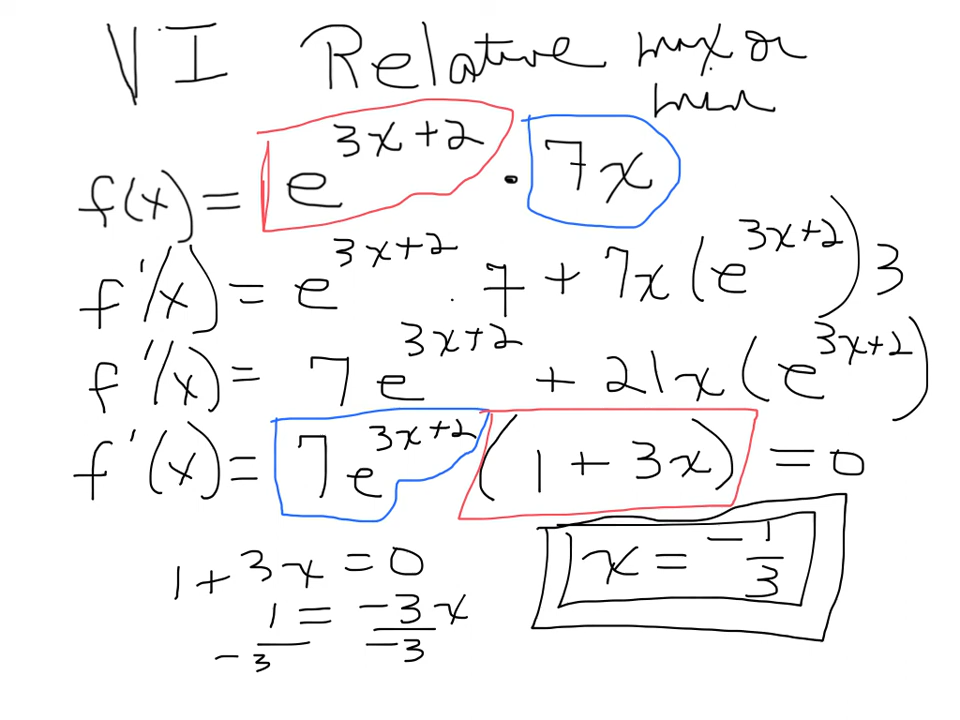 VI Relative max or
min
f(x) = e^{3x+2} · 7x
f'(x) = e^{3x+2} · 7 + 7x (e^{3x+2}) 3
f'(x) = 7e^{3x+2} + 21x (e^{3x+2})
f'(x) = 7e^{3x+2} (1 + 3x) = 0
1 + 3x = 0
x = -1/3
1/-3 = -3x/-3